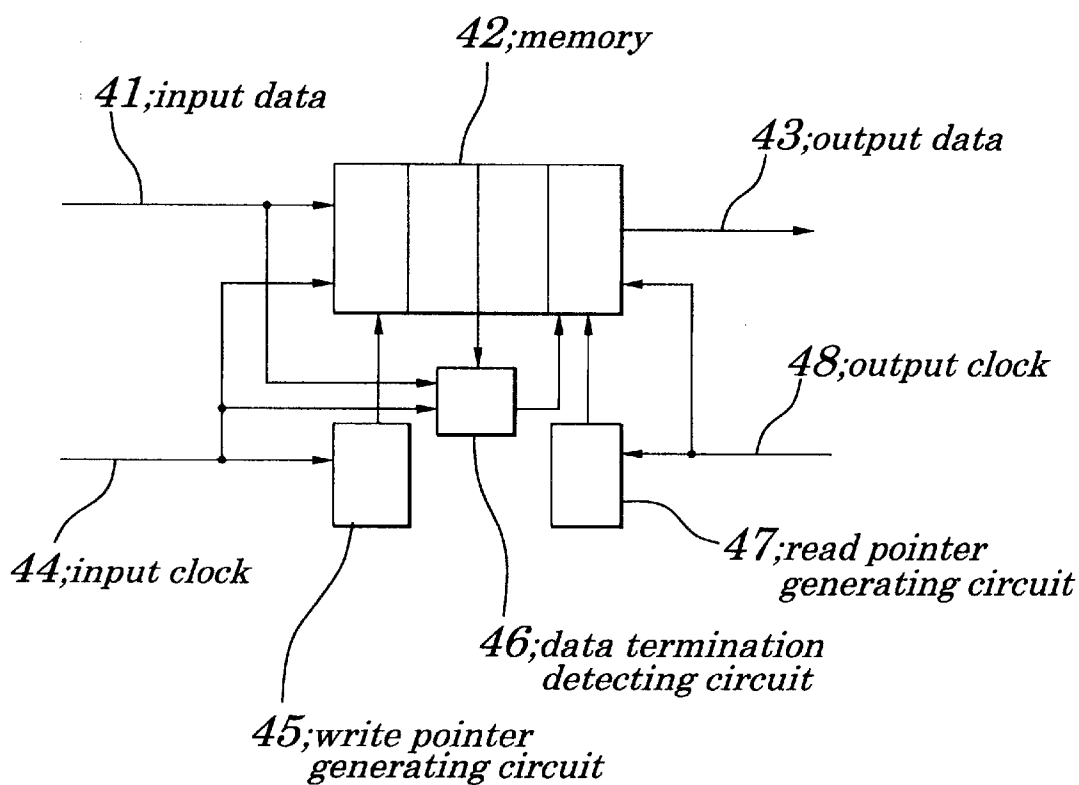 42;memory
41;input data
43;output data
48;output clock
44;input clock
47;read pointer
generating circuit
46;data termination
detecting circuit
45;write pointer
generating circuit